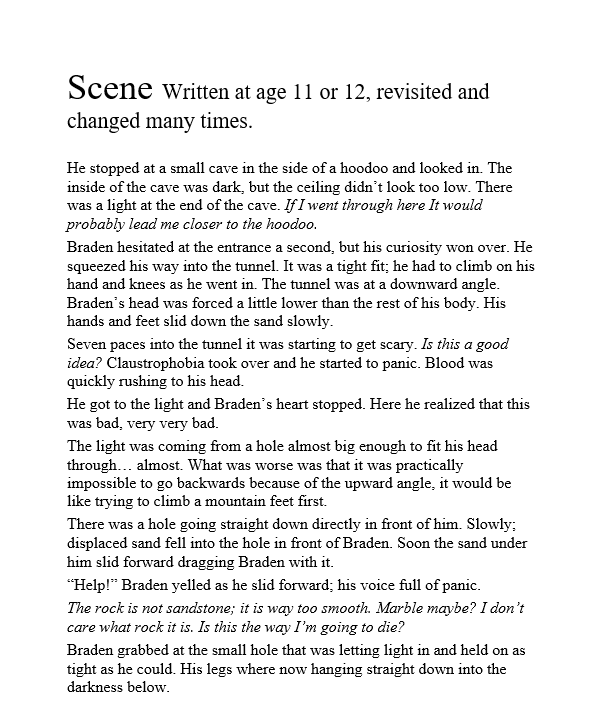 Scene Written at age 11 or 12, revisited and
changed many times.
He stopped at a small cave in the side of a hoodoo and looked in. The
inside of the cave was dark, but the ceiling didn’t look too low. There
was a light at the end of the cave. If I went through here It would
probably lead me closer to the hoodoo.
Braden hesitated at the entrance a second, but his curiosity won over. He
squeezed his way into the tunnel. It was a tight fit; he had to climb on his
hand and knees as he went in. The tunnel was at a downward angle.
Braden’s head was forced a little lower than the rest of his body. His
hands and feet slid down the sand slowly.
Seven paces into the tunnel it was starting to get scary. Is this a good
idea? Claustrophobia took over and he started to panic. Blood was
quickly rushing to his head.
He got to the light and Braden’s heart stopped. Here he realized that this
was bad, very very bad.
The light was coming from a hole almost big enough to fit his head
through… almost. What was worse was that it was practically
impossible to go backwards because of the upward angle, it would be
like trying to climb a mountain feet first.
There was a hole going straight down directly in front of him. Slowly;
displaced sand fell into the hole in front of Braden. Soon the sand under
him slid forward dragging Braden with it.
“Help!” Braden yelled as he slid forward; his voice full of panic.
The rock is not sandstone; it is way too smooth. Marble maybe? I don’t
care what rock it is. Is this the way I’m going to die?
Braden grabbed at the small hole that was letting light in and held on as
tight as he could. His legs where now hanging straight down into the
darkness below.